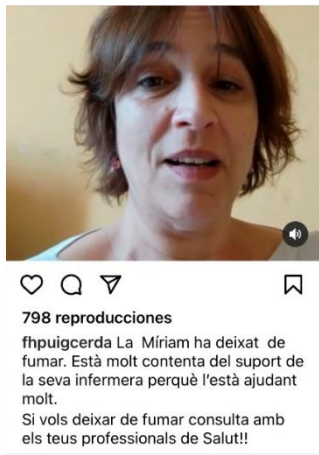 798 reproducciones
fhpuigcerda La Míriam ha deixat de
fumar. Està molt contenta del suport de
la seva infermera perquè l'està ajudant
molt.
Si vols deixar de fumar consulta amb
els teus professionals de Salut!!